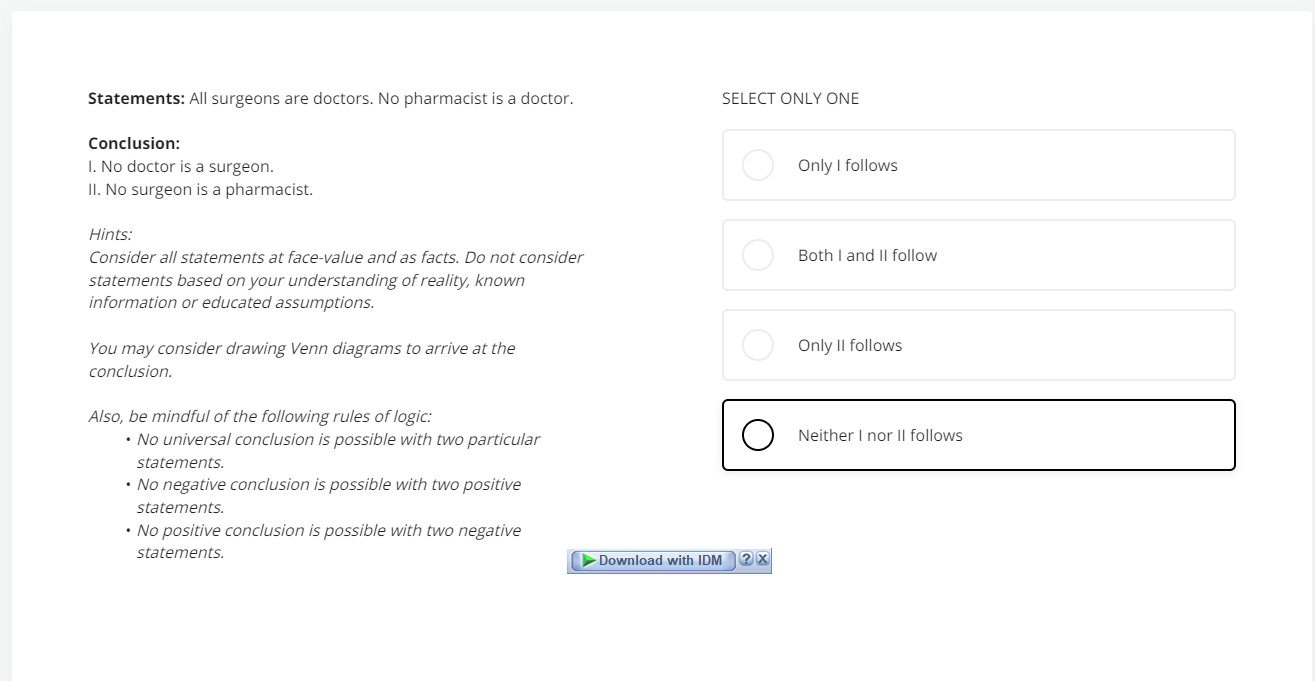 Statements: All surgeons are doctors. No pharmacist is a doctor.
Conclusion:
I. No doctor is a surgeon.
II. No surgeon is a pharmacist.
Hints:
Consider all statements at face-value and as facts. Do not consider
statements based on your understanding of reality, known
information or educated assumptions.
You may consider drawing Venn diagrams to arrive at the
conclusion.
Also, be mindful of the following rules of logic:
• No universal conclusion is possible with two particular
statements.
• No negative conclusion is possible with two positive
statements.
• No positive conclusion is possible with two negative
statements.
SELECT ONLY ONE
Only I follows
Both I and II follow
Only II follows
Neither I nor II follows
Download with IDM ? X